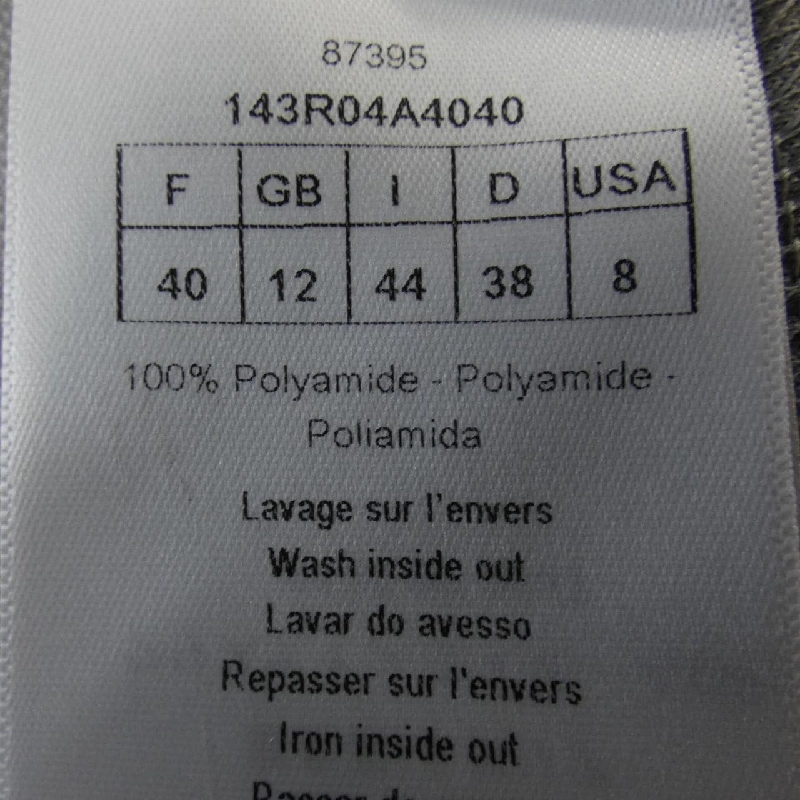 87395
143R04A4040
F GB I D USA
40 12 44 38 8
100% Polyamide - Polyamide -
Poliamida
Lavage sur l'envers
Wash inside out
Lavar do avesso
Repasser sur l'envers
Iron inside out